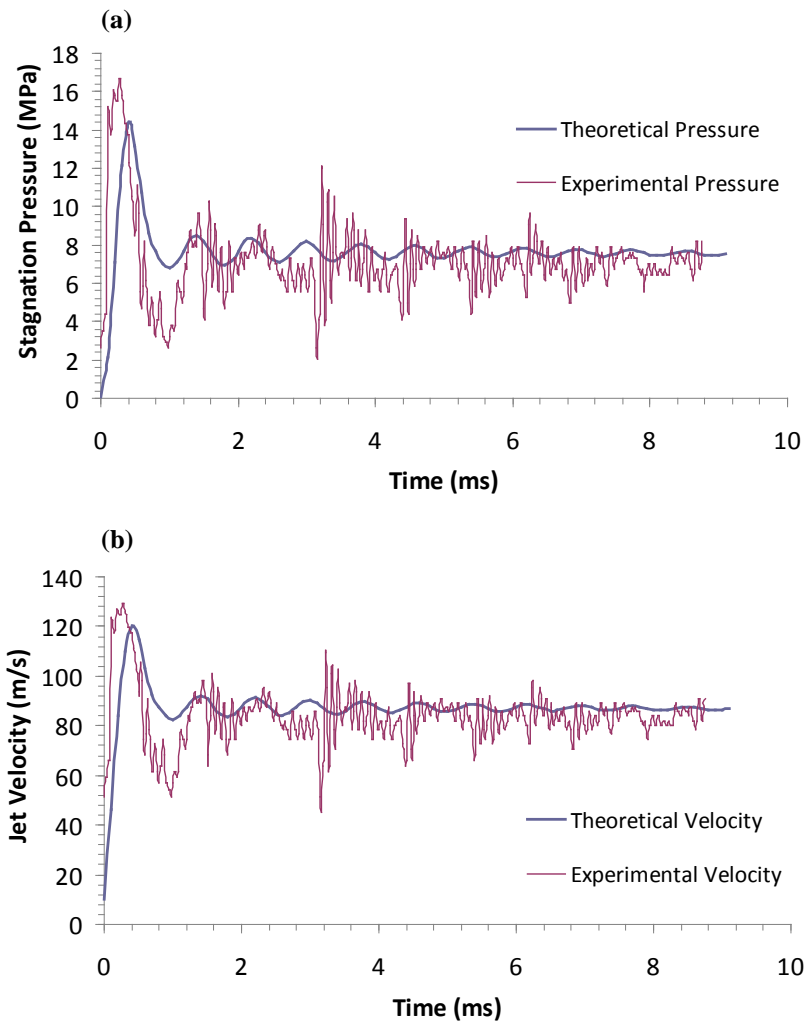 (a)
Stagnation Pressure (MPa)
18
16
14
12
10
8
6
4
2
0
Theoretical Pressure
Experimental Pressure
0 2 4 6 8 10
Time (ms)
(b)
Jet Velocity (m/s)
140
120
100
80
60
40
20
0
Theoretical Velocity
Experimental Velocity
0 2 4 6 8 10
Time (ms)